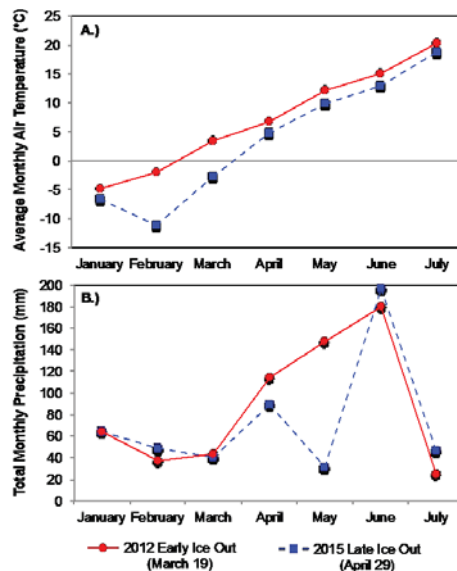 A.)
Average Monthly Air Temperature (°C)
25
20
15
10
5
0
-5
-10
-15
January February March April May June July
B.)
Total Monthly Precipitation (mm)
200
180
160
140
120
100
80
60
40
20
0
January February March April May June July
2012 Early Ice Out 2015 Late Ice Out
(March 19) (April 29)